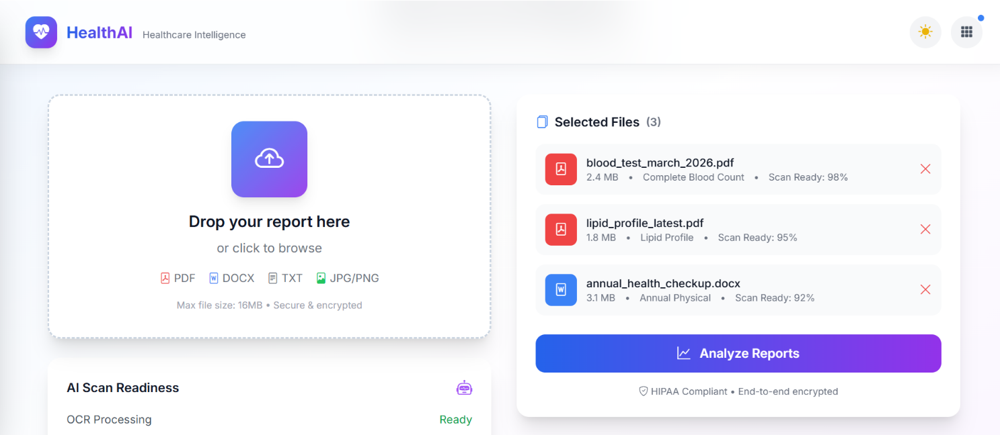 HealthAI Healthcare Intelligence
Drop your report here
or click to browse
PDF DOCX TXT JPG/PNG
Max file size: 16MB • Secure & encrypted
AI Scan Readiness
OCR Processing Ready
Selected Files (3)
blood_test_march_2026.pdf
2.4 MB • Complete Blood Count • Scan Ready: 98%
lipid_profile_latest.pdf
1.8 MB • Lipid Profile • Scan Ready: 95%
W
annual_health_checkup.docx
3.1 MB • Annual Physical • Scan Ready: 92%
Analyze Reports
HIPAA Compliant • End-to-end encrypted